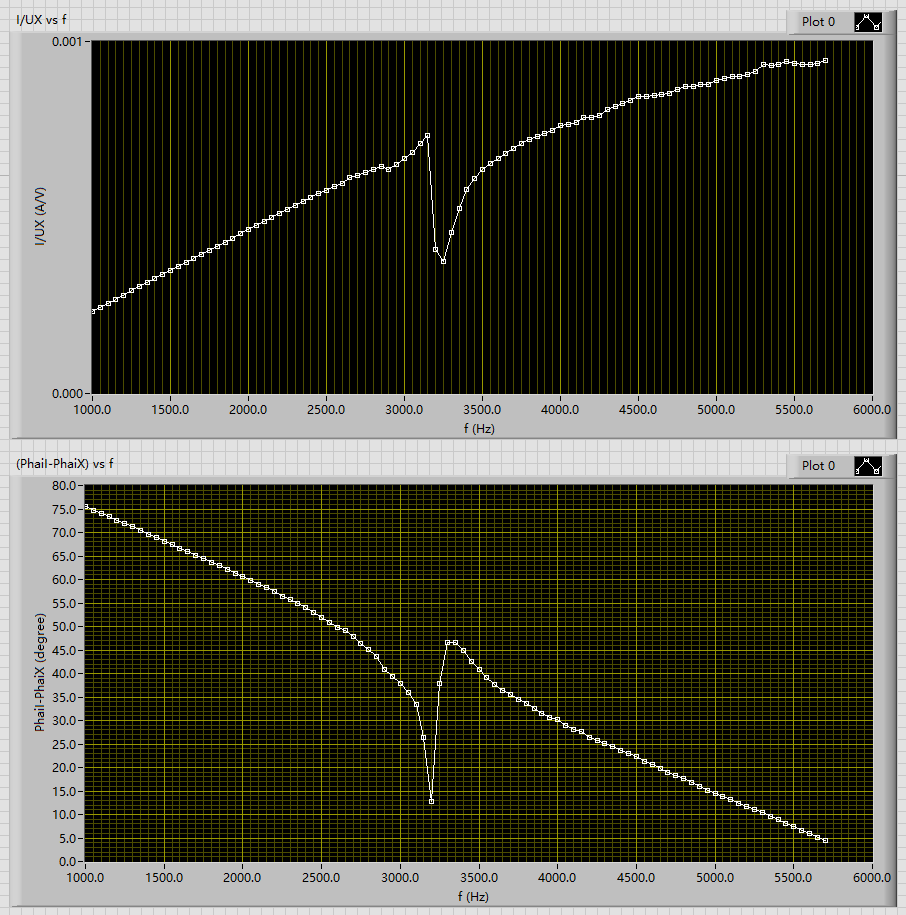 I/UX vs f
Plot 0
0.001
I/UX (A/V)
0.000
1000.0 1500.0 2000.0 2500.0 3000.0 3500.0 4000.0 4500.0 5000.0 5500.0 6000.0
f (Hz)
(PhaiI-PhaiX) vs f
Plot 0
80.0
75.0
70.0
65.0
60.0
55.0
50.0
45.0
40.0
35.0
30.0
25.0
20.0
15.0
10.0
5.0
0.0
PhaiI-PhaiX (degree)
1000.0 1500.0 2000.0 2500.0 3000.0 3500.0 4000.0 4500.0 5000.0 5500.0 6000.0
f (Hz)